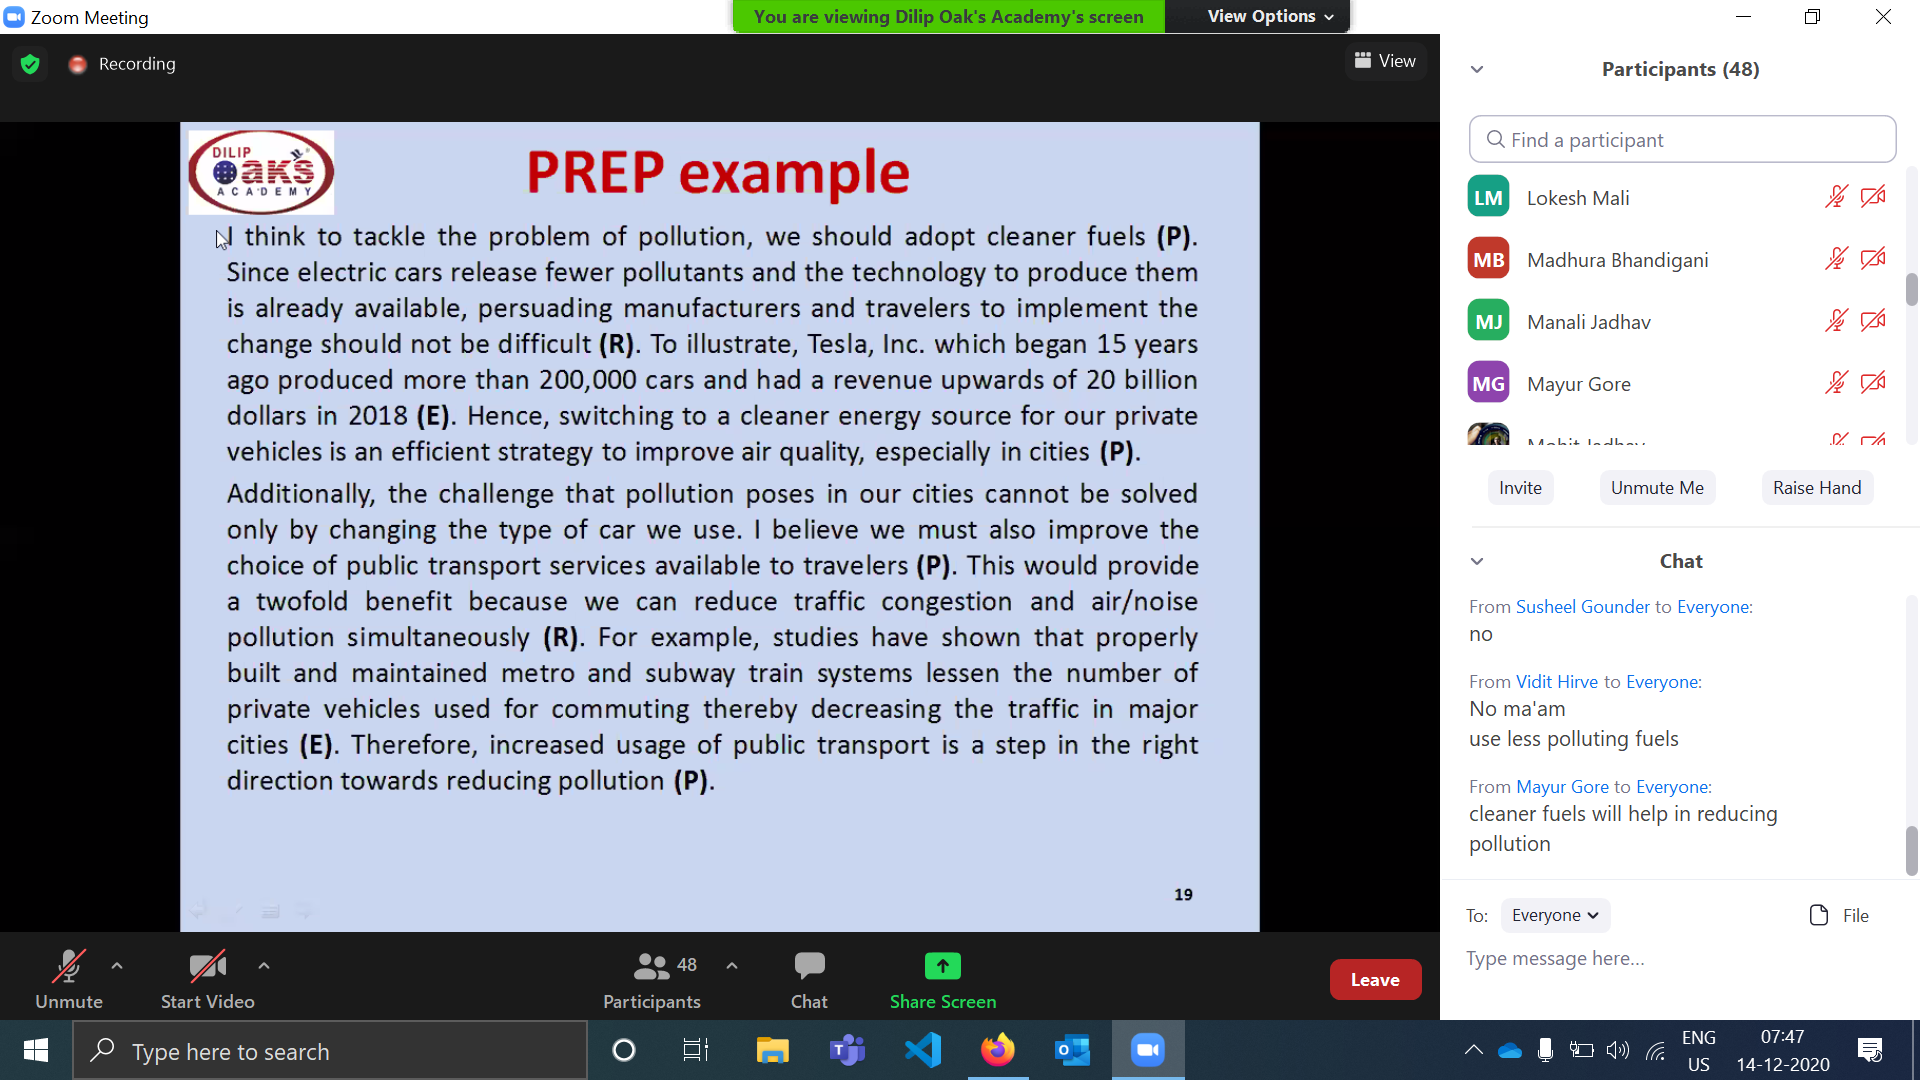 Zoom Meeting
You are viewing Dilip Oak's Academy's screen
View Options
Recording
View
DILIP
OAK'S
ACADEMY
PREP example
I think to tackle the problem of pollution, we should adopt cleaner fuels (P).
Since electric cars release fewer pollutants and the technology to produce them
is already available, persuading manufacturers and travelers to implement the
change should not be difficult (R). To illustrate, Tesla, Inc. which began 15 years
ago produced more than 200,000 cars and had a revenue upwards of 20 billion
dollars in 2018 (E). Hence, switching to a cleaner energy source for our private
vehicles is an efficient strategy to improve air quality, especially in cities (P).
Additionally, the challenge that pollution poses in our cities cannot be solved
only by changing the type of car we use. I believe we must also improve the
choice of public transport services available to travelers (P). This would provide
a twofold benefit because we can reduce traffic congestion and air/noise
pollution simultaneously (R). For example, studies have shown that properly
built and maintained metro and subway train systems lessen the number of
private vehicles used for commuting thereby decreasing the traffic in major
cities (E). Therefore, increased usage of public transport is a step in the right
direction towards reducing pollution (P).
19
Participants (48)
Find a participant
LM Lokesh Mali
MB Madhura Bhandigani
MJ Manali Jadhav
MG Mayur Gore
Mohit Jadhav
Invite
Unmute Me
Raise Hand
Chat
From Susheel Gounder to Everyone:
no
From Vidit Hirve to Everyone:
No ma'am
use less polluting fuels
From Mayur Gore to Everyone:
cleaner fuels will help in reducing
pollution
To: Everyone
File
Type message here...
Unmute
Start Video
48
Participants
Chat
Share Screen
Leave
Type here to search
ENG
US
07:47
14-12-2020